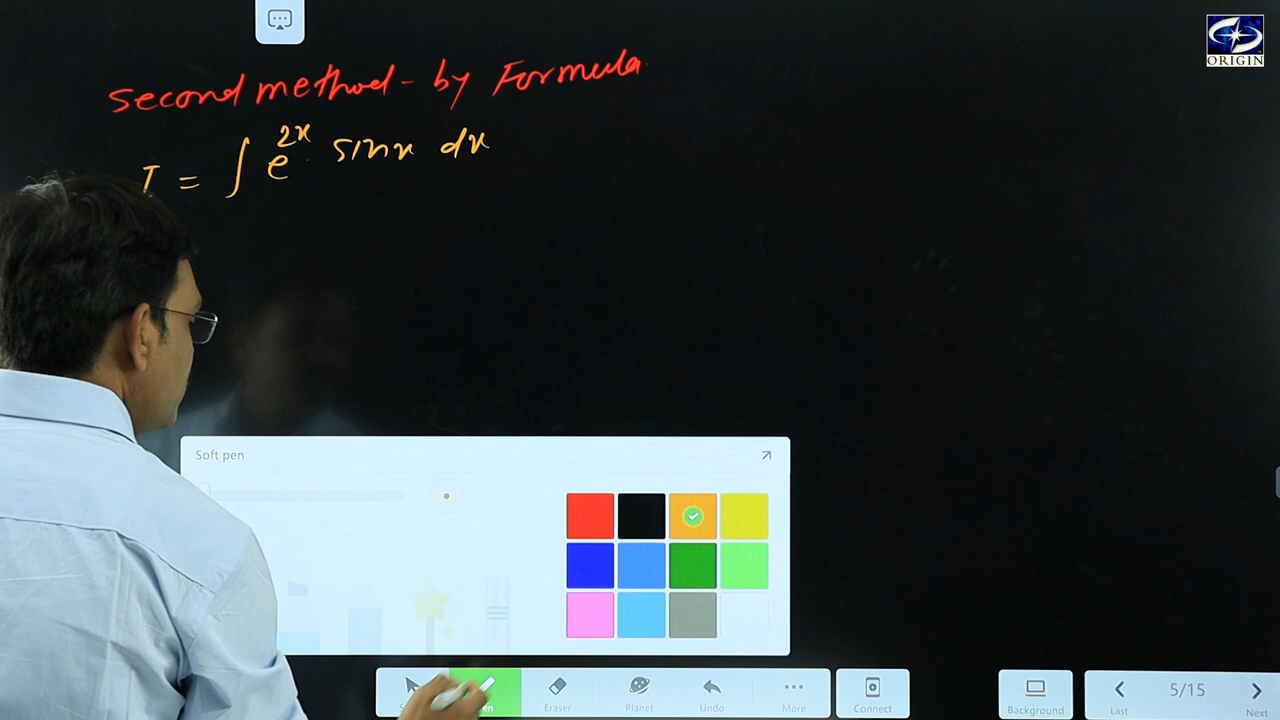 ORIGIN
second method - by Formula
I = ∫ e^{2x} sinx dx
Soft pen
Eraser
Planet
Undo
More
Connect
Background
Last
5/15
Next